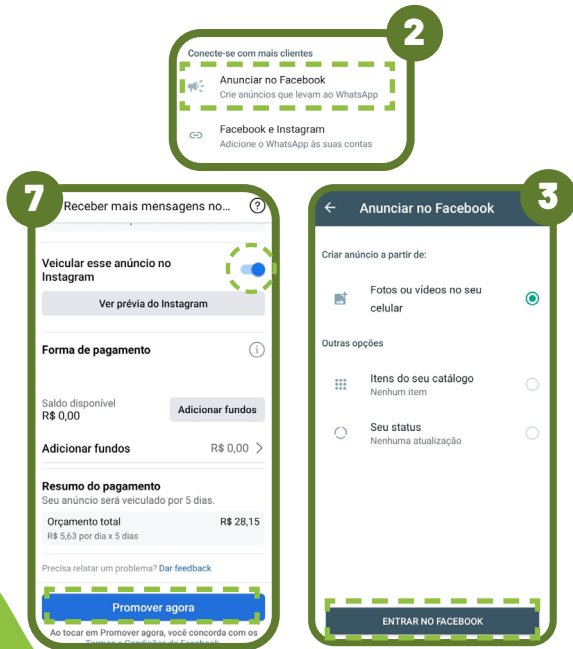 2
Conecte-se com mais clientes
Anunciar no Facebook
Crie anúncios que levam ao WhatsApp
Facebook e Instagram
Adicione o WhatsApp às suas contas
7
Receber mais mensagens no...
?
Veicular esse anúncio no
Instagram
Ver prévia do Instagram
Forma de pagamento
i
Saldo disponível
R$ 0,00
Adicionar fundos
Adicionar fundos R$ 0,00
Resumo do pagamento
Seu anúncio será veiculado por 5 dias.
Orçamento total R$ 28,15
R$ 5,63 por dia x 5 dias
Precisa relatar um problema? Dar feedback
Promover agora
Ao tocar em Promover agora, você concorda com os
Termos e Condições do Facebook
3
Anunciar no Facebook
Criar anúncio a partir de:
Fotos ou vídeos no seu
celular
Outras opções
Itens do seu catálogo
Nenhum item
Seu status
Nenhuma atualização
ENTRAR NO FACEBOOK